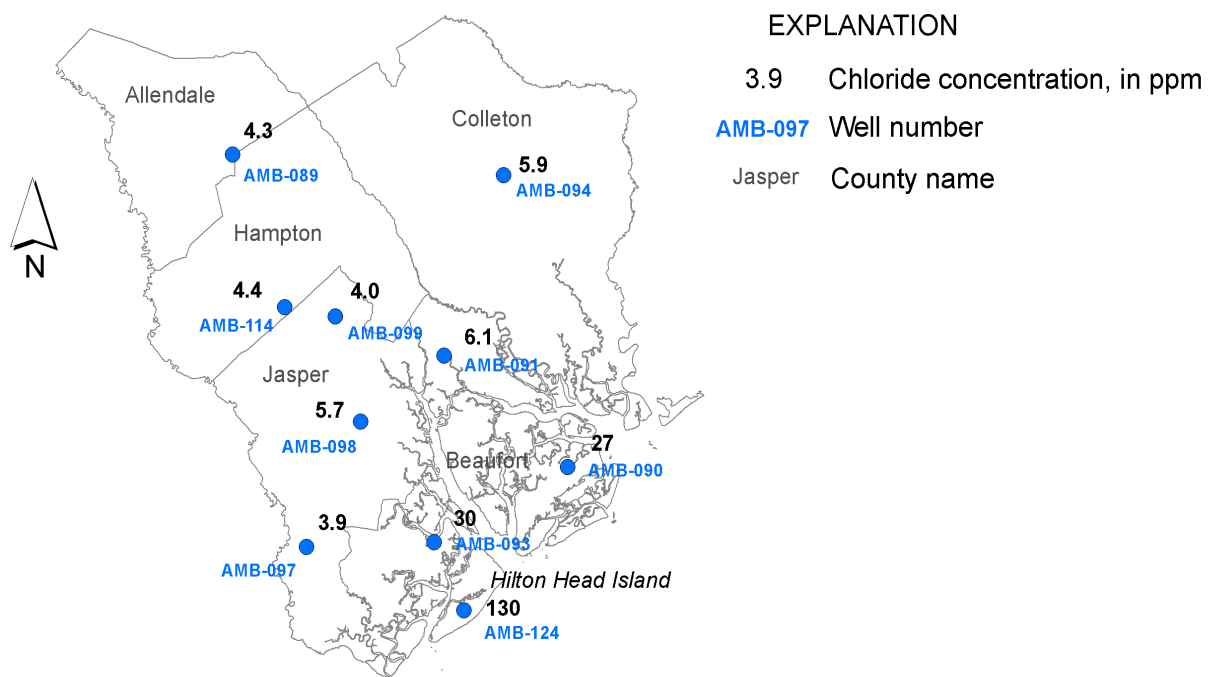 EXPLANATION
3.9 Chloride concentration, in ppm
AMB-097 Well number
Jasper County name
Allendale
4.3
AMB-089
Colleton
5.9
AMB-094
N
Hampton
4.4
AMB-114
4.0
AMB-099
6.1
AMB-091
Jasper
5.7
AMB-098
27
Beaufort
AMB-090
3.9
AMB-097
30
AMB-093
Hilton Head Island
130
AMB-124